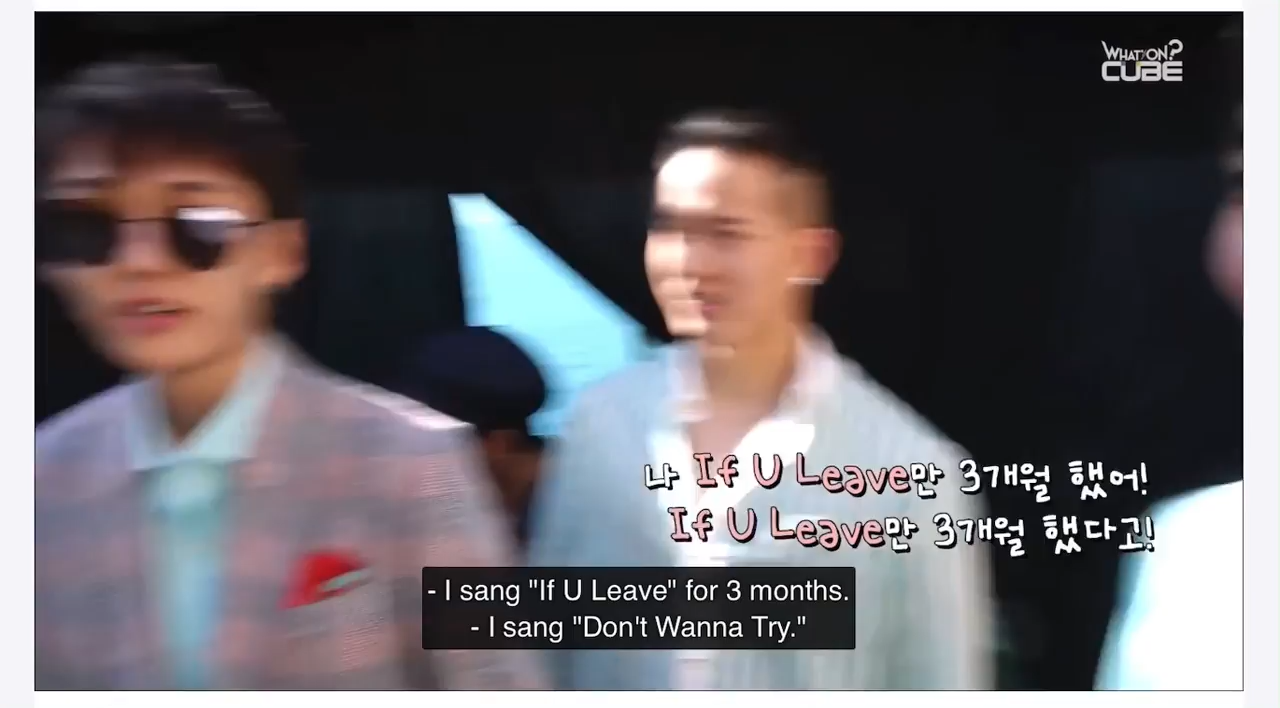 WHAT'S ON?
CUBE
나 If U Leave만 3개월 했어!
If U Leave만 3개월 했다고!
- I sang "If U Leave" for 3 months.
- I sang "Don't Wanna Try."